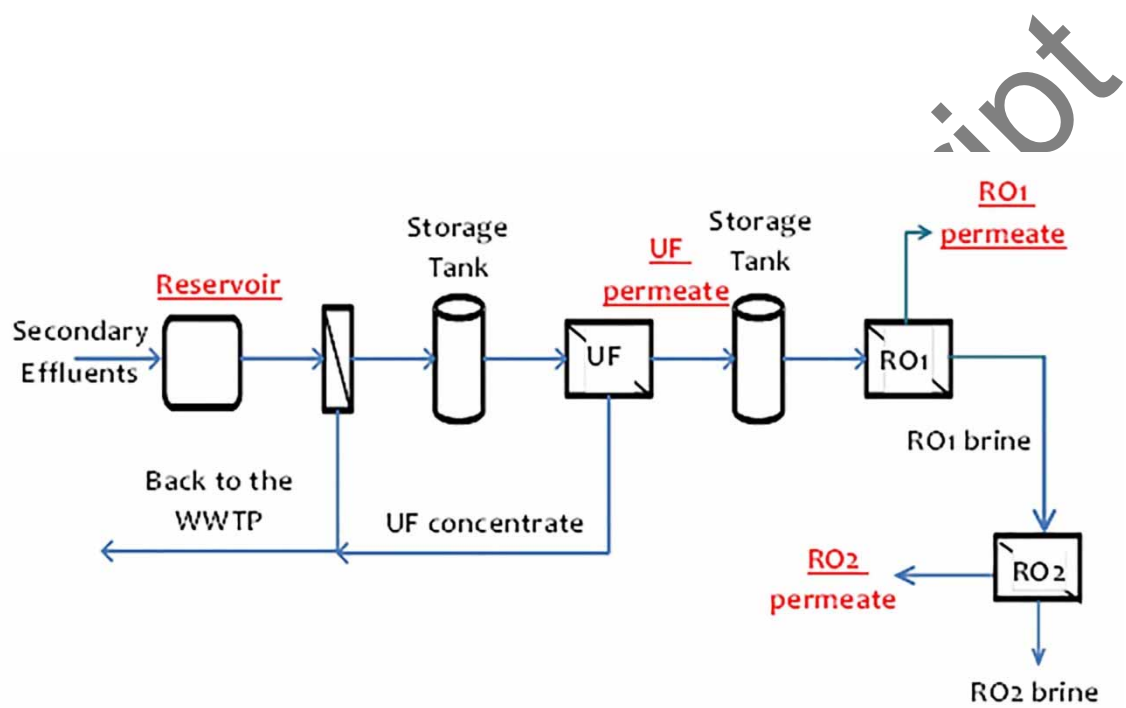 RO1
permeate
Storage
Tank
UF
permeate
Storage
Tank
Reservoir
Secondary
Effluents
UF
RO1
RO1 brine
Back to the
WWTP
UF concentrate
RO2
permeate
RO2
RO2 brine